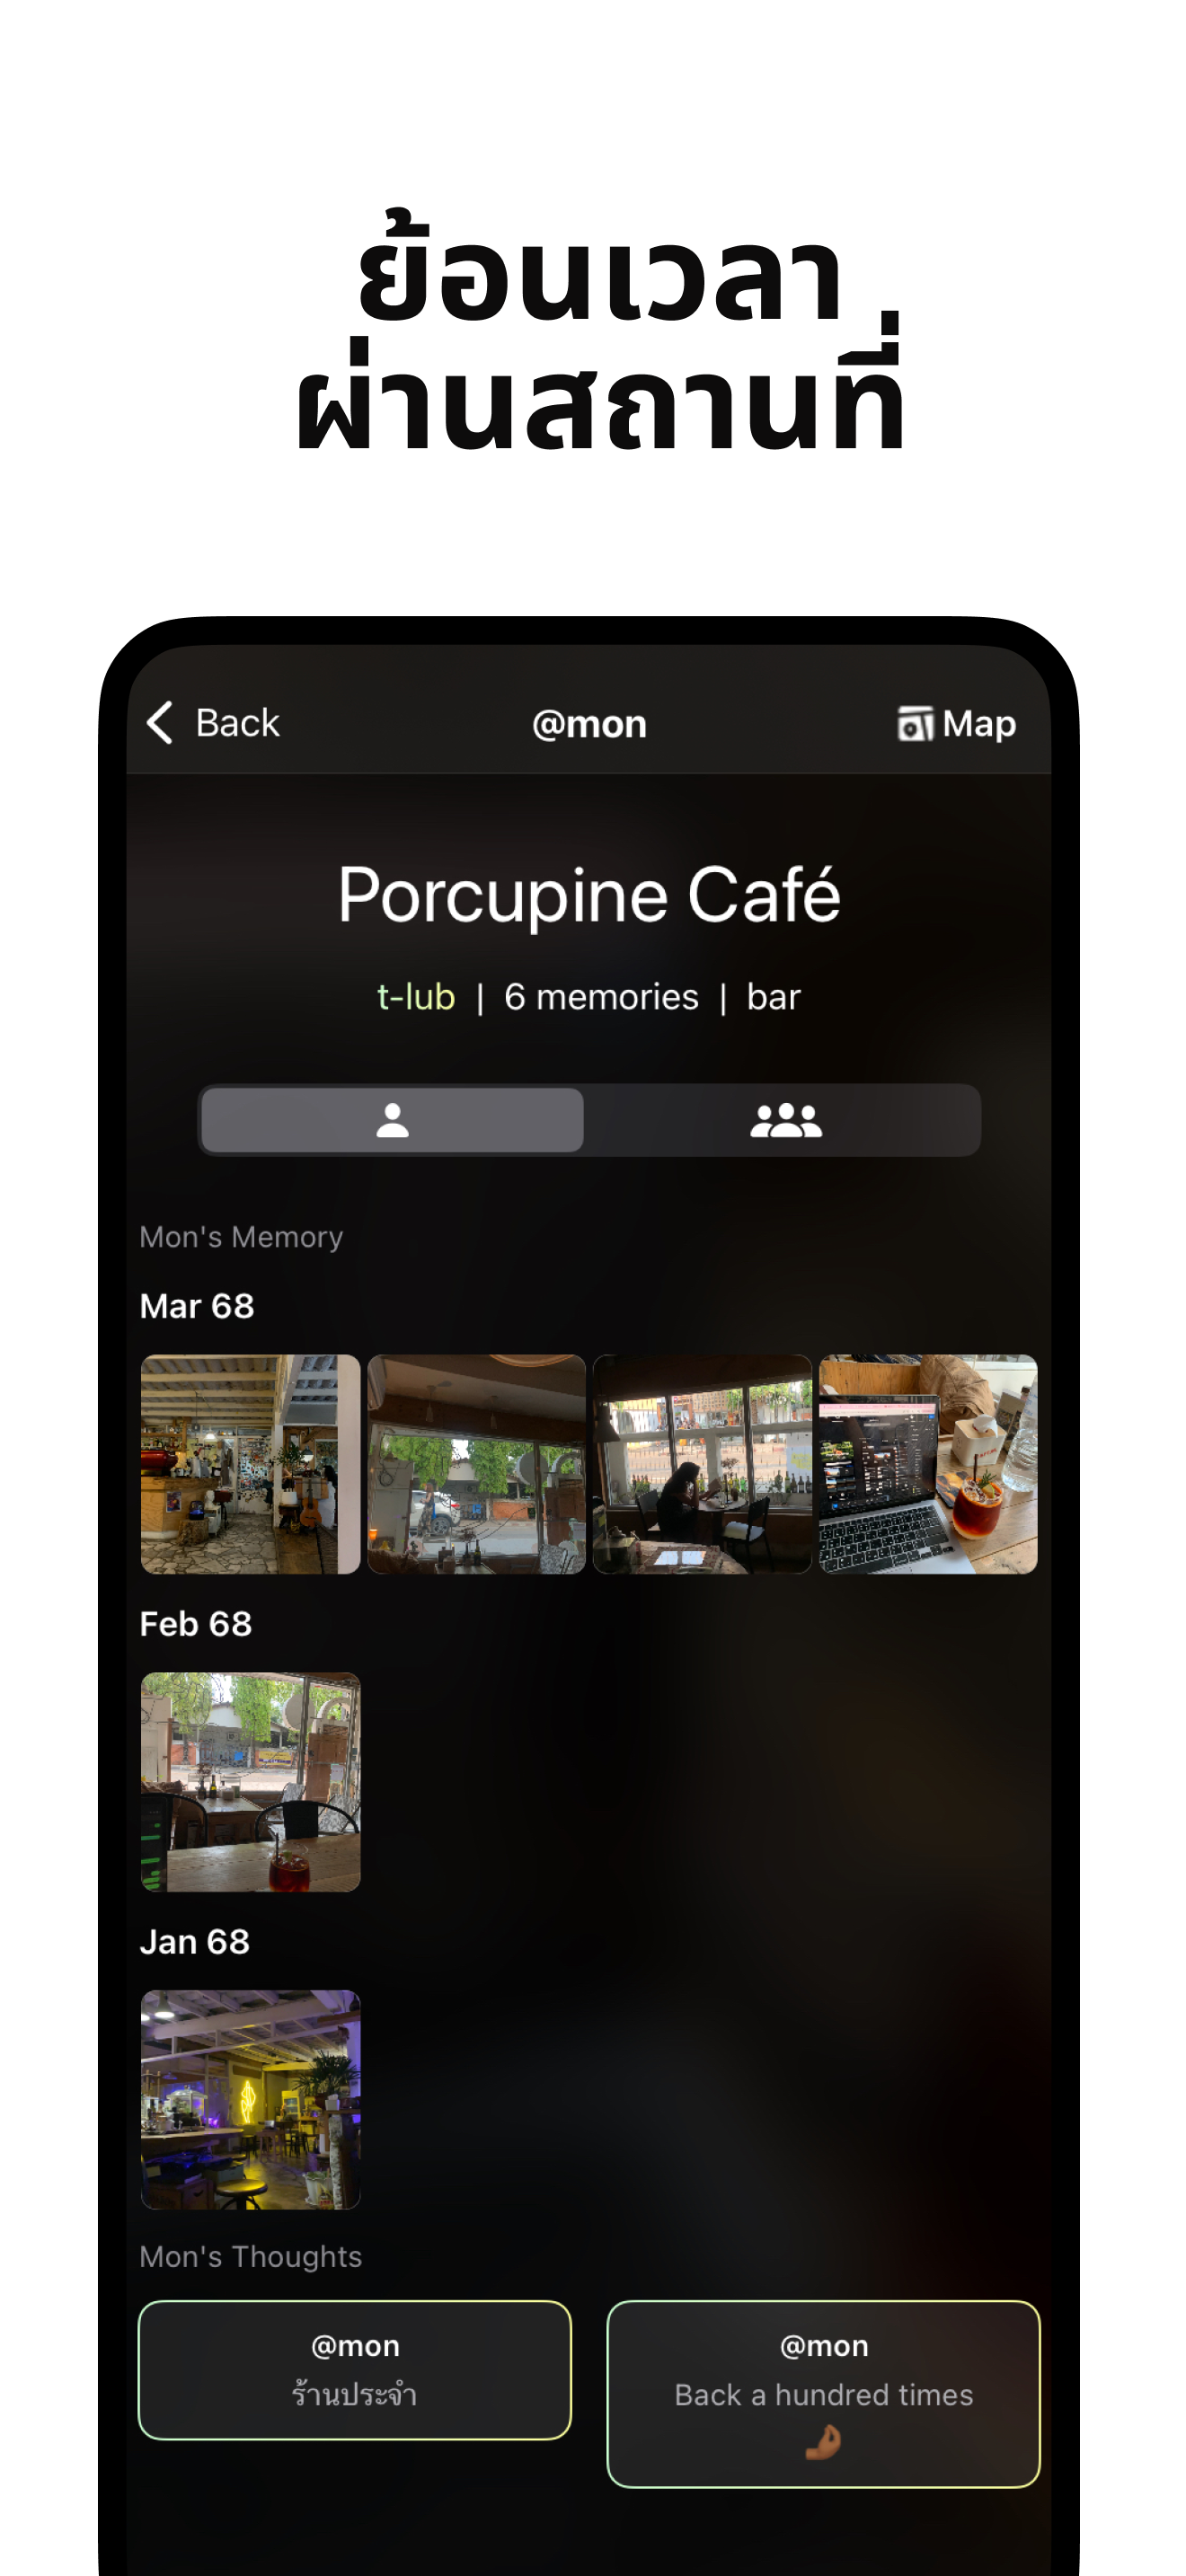 ย้อนเวลา
ผ่านสถานที่
Back @mon Map
Porcupine Café
t-lub | 6 memories | bar
Mon's Memory
Mar 68
Feb 68
Jan 68
Mon's Thoughts
@mon
ร้านประจำ
@mon
Back a hundred times
🤌🏾